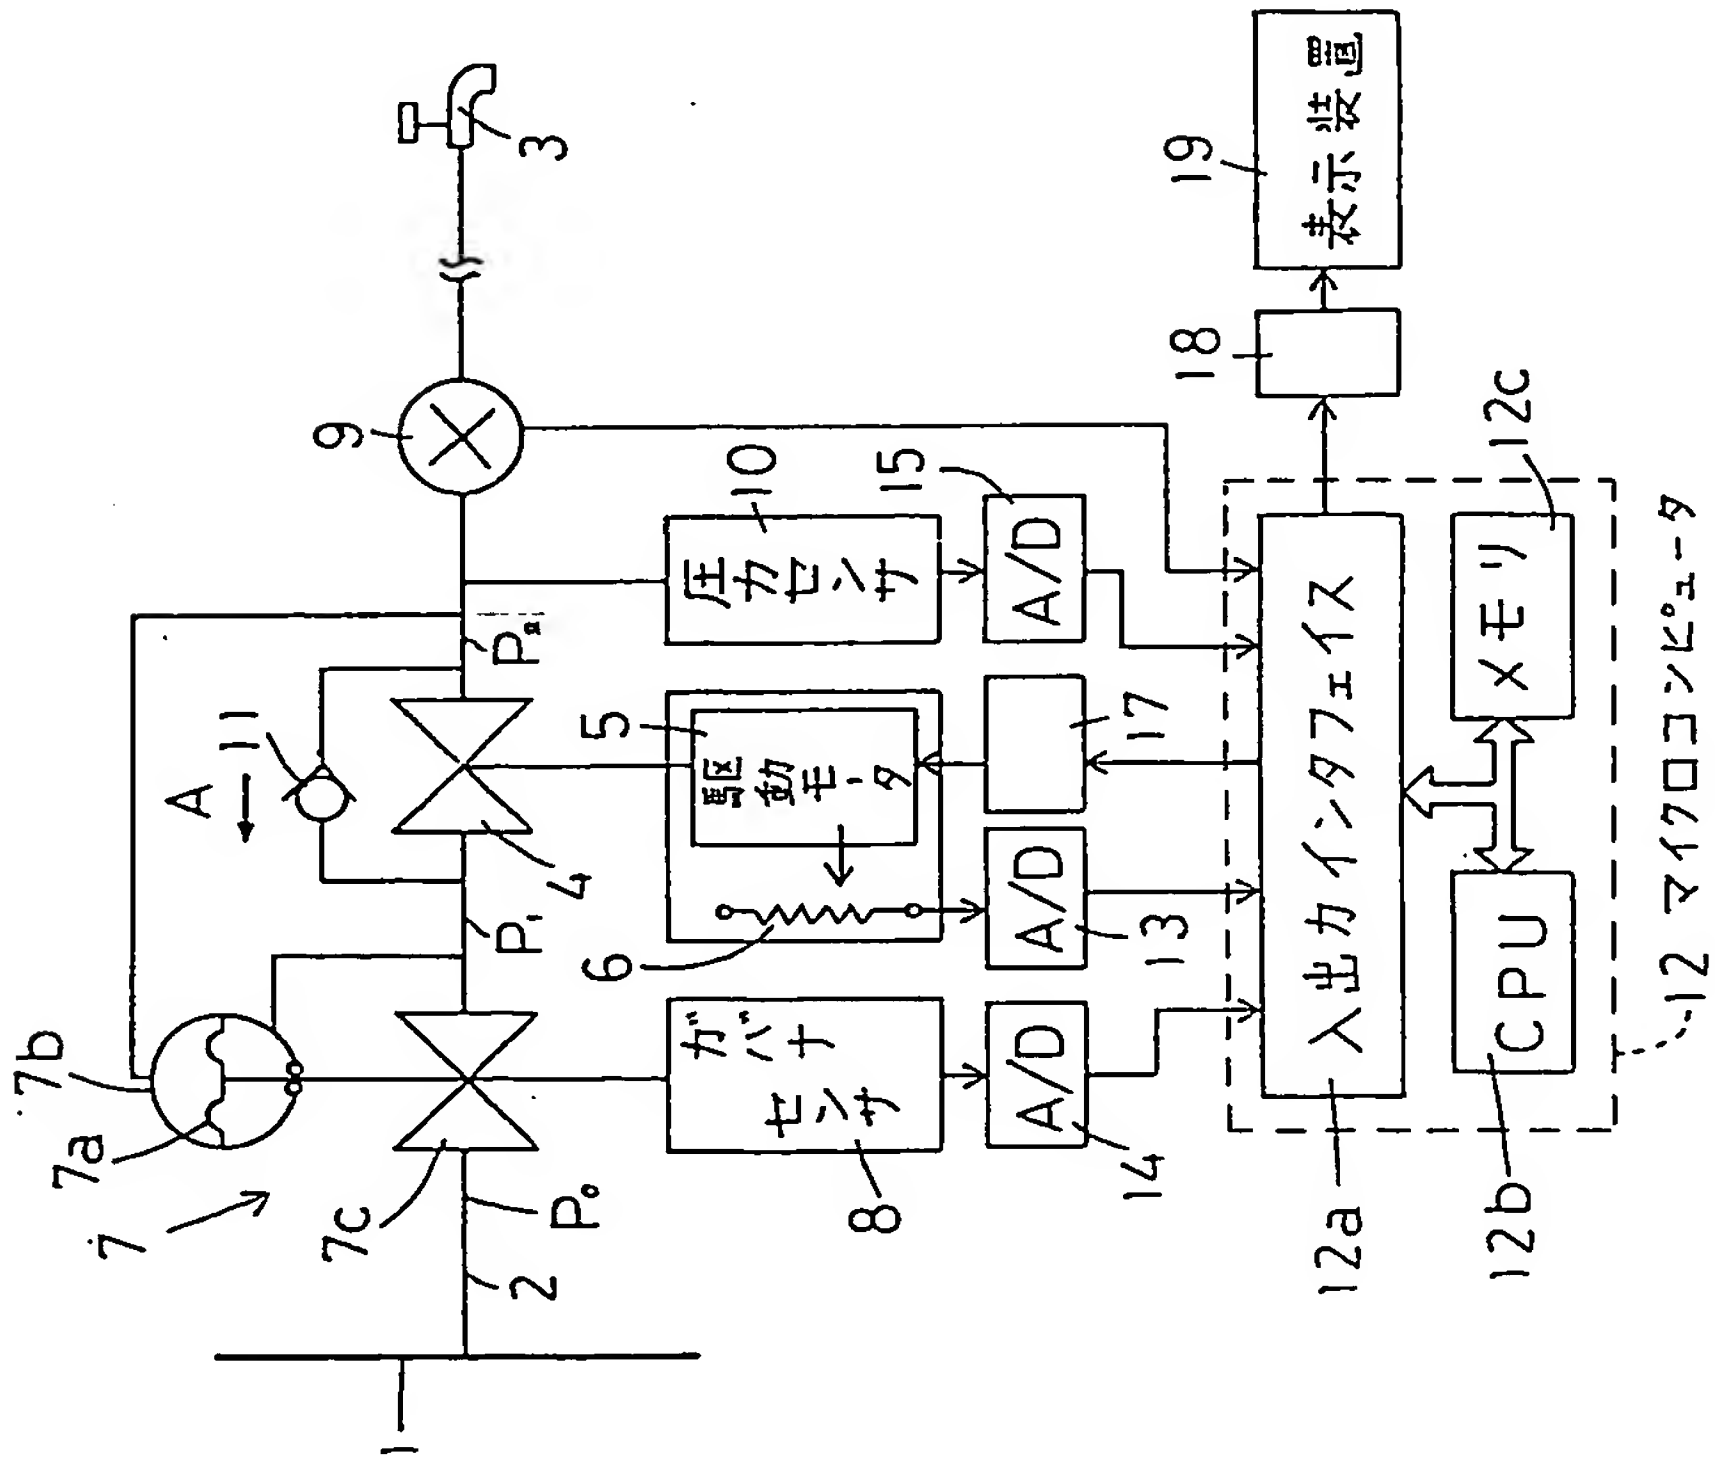 7b
7a
7
A
11
7c
9
1
2
P₀
P₁
P₂
3
4
6
5
10
ガバナ
センサ
駆動モータ
圧力センサ
8
15
A/D
A/D
A/D
14
13
17
19
18
12a
入出力インタフェイス
表示装置
12b
CPU
メモリ
12c
12 マイクロコンピュータ